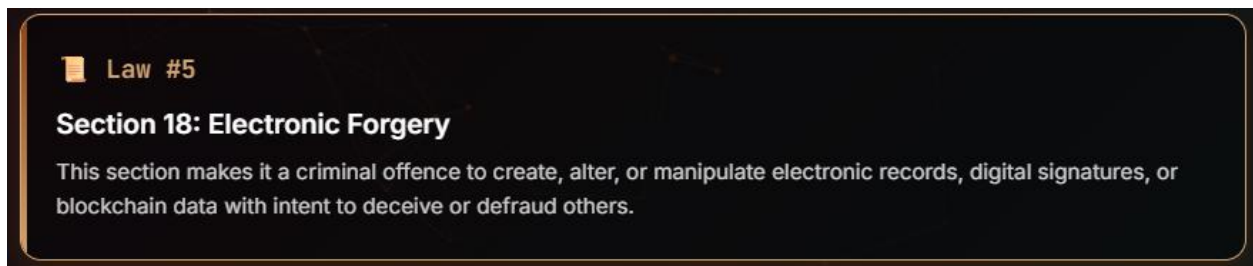 📜 Law #5
Section 18: Electronic Forgery
This section makes it a criminal offence to create, alter, or manipulate electronic records, digital signatures, or
blockchain data with intent to deceive or defraud others.